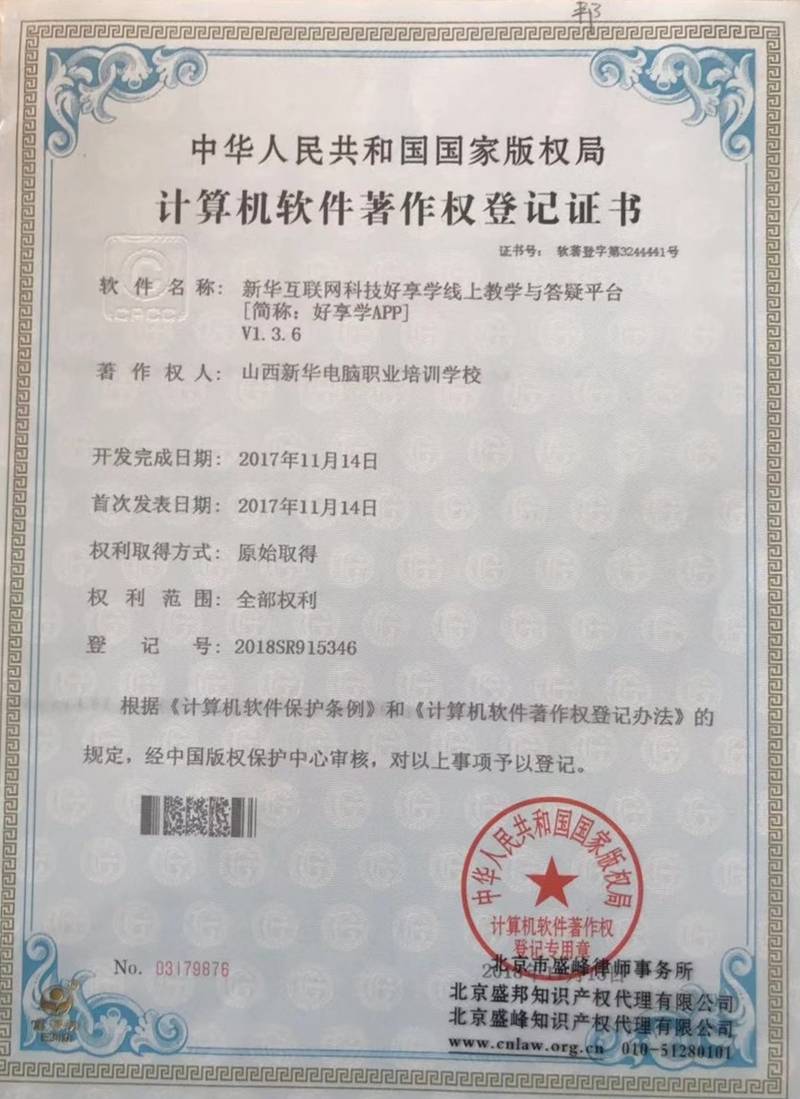 邦
中华人民共和国国家版权局
计算机软件著作权登记证书
证书号： 软著登字第3244441号
软件名称： 新华互联网科技好享学线上教学与答疑平台
[简称：好享学APP]
V1.3.6
著作权人： 山西新华电脑职业培训学校
开发完成日期： 2017年11月14日
首次发表日期： 2017年11月14日
权利取得方式： 原始取得
权利范围： 全部权利
登记号： 2018SR915346
根据《计算机软件保护条例》和《计算机软件著作权登记办法》的
规定，经中国版权保护中心审核，对以上事项予以登记。
中华人民共和国国家版权局
计算机软件著作权
登记专用章
No. 03179876
北京市盛峰律师事务所
北京盛邦知识产权代理有限公司
北京盛峰知识产权代理有限公司
www.cnlaw.org.cn 010-51280101
CPCC